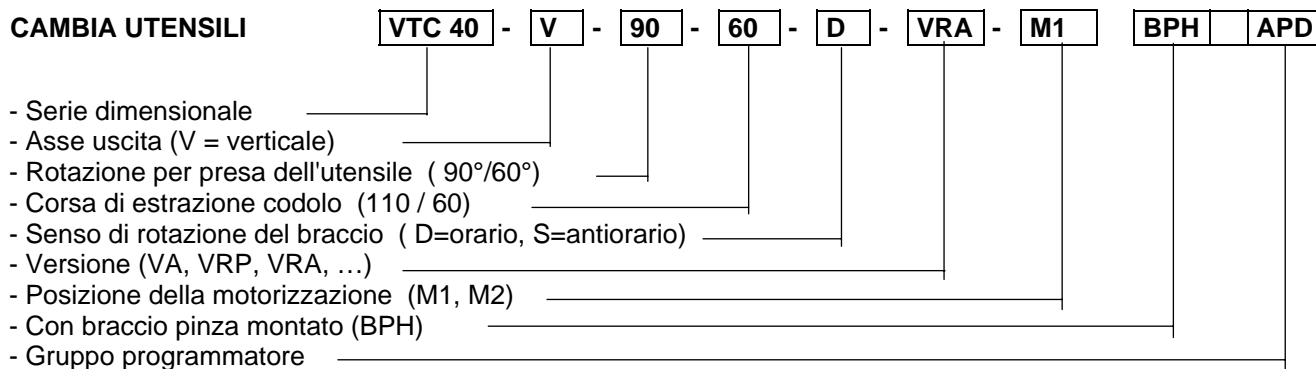 CAMBIA UTENSILI VTC 40 - V - 90 - 60 - D - VRA - M1 BPH APD
- Serie dimensionale
- Asse uscita (V = verticale)
- Rotazione per presa dell'utensile ( 90°/60°)
- Corsa di estrazione codolo (110 / 60)
- Senso di rotazione del braccio ( D=orario, S=antiorario)
- Versione (VA, VRP, VRA, …)
- Posizione della motorizzazione (M1, M2)
- Con braccio pinza montato (BPH)
- Gruppo programmatore